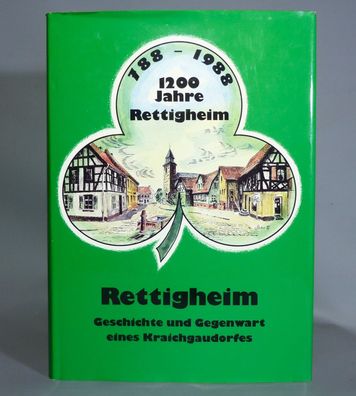 788 - 1988
1200
Jahre
Rettigheim
Rettigheim
Geschichte und Gegenwart
eines Kraichgaudorfes